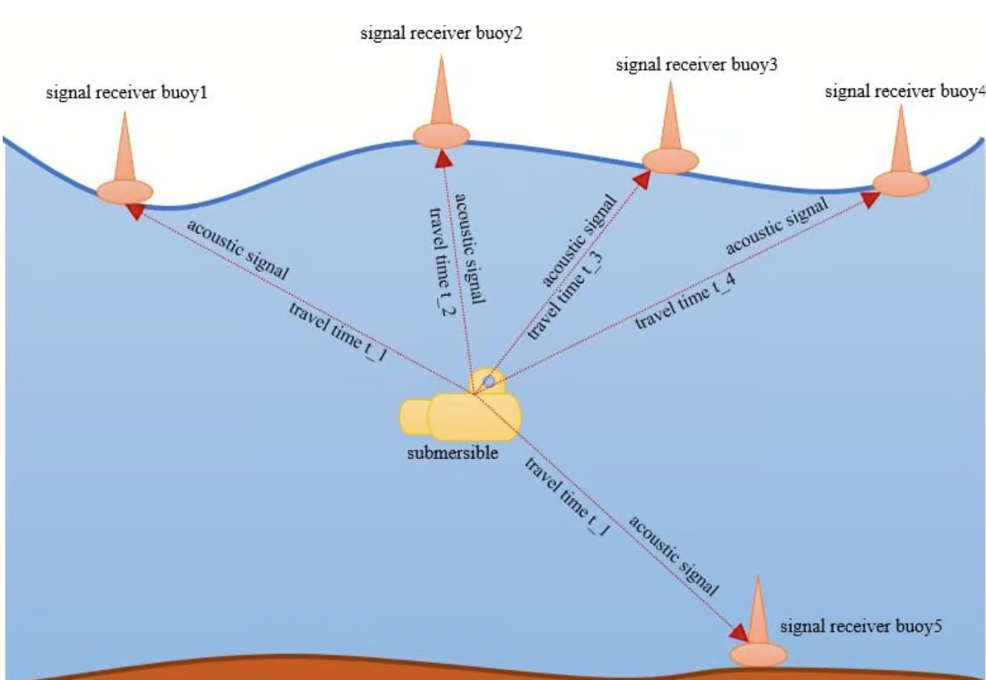 signal receiver buoy2
signal receiver buoy3
signal receiver buoy1
signal receiver buoy4
acoustic signal
travel time t_1
acoustic signal
travel time t_2
acoustic signal
travel time t_3
acoustic signal
travel time t_4
submersible
travel time t_1
acoustic signal
signal receiver buoy5